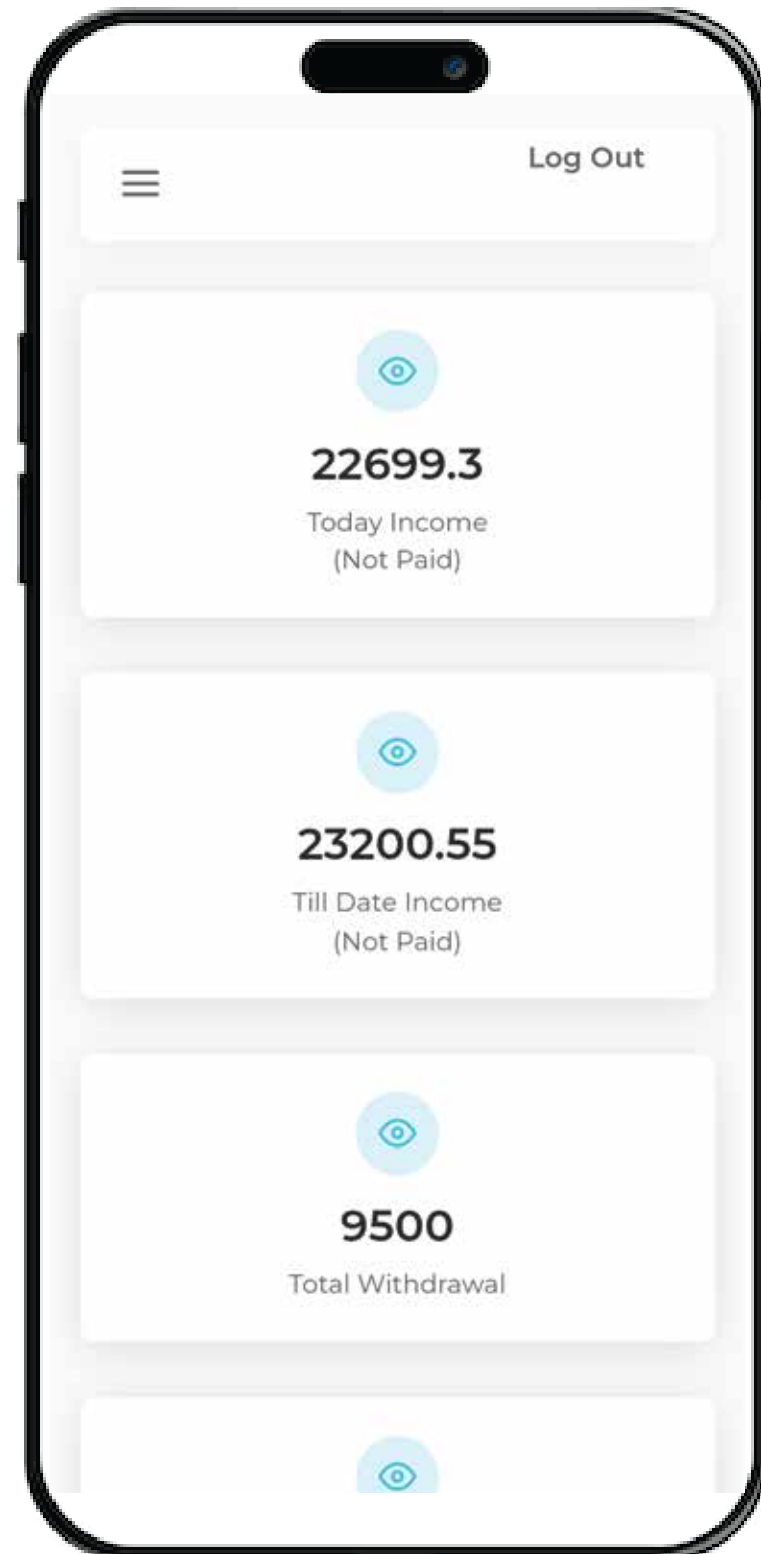 Log Out
22699.3
Today Income
(Not Paid)
23200.55
Till Date Income
(Not Paid)
9500
Total Withdrawal